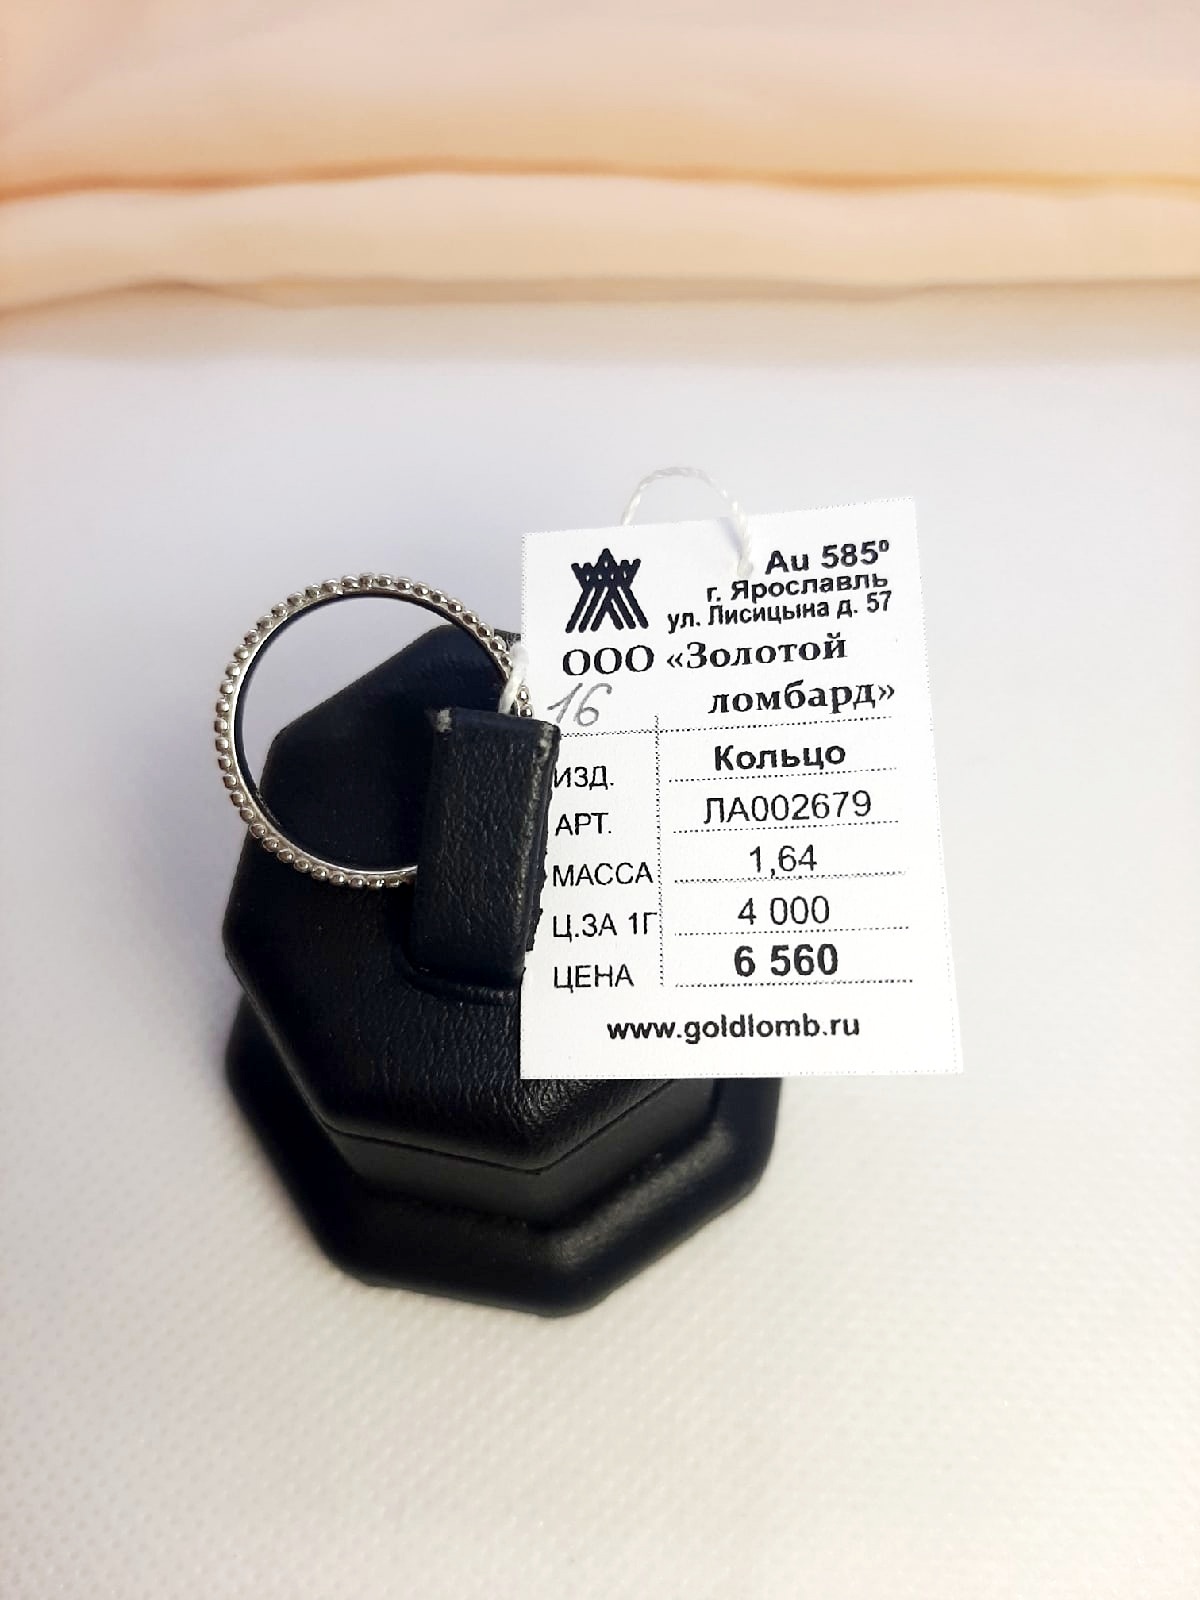 Au 585⁰
г. Ярославль
ул. Лисицына д. 57
ООО «Золотой
ломбард»
16
ИЗД. Кольцо
АРТ. ЛА002679
МАССА 1,64
Ц.ЗА 1Г 4 000
ЦЕНА 6 560
www.goldlomb.ru